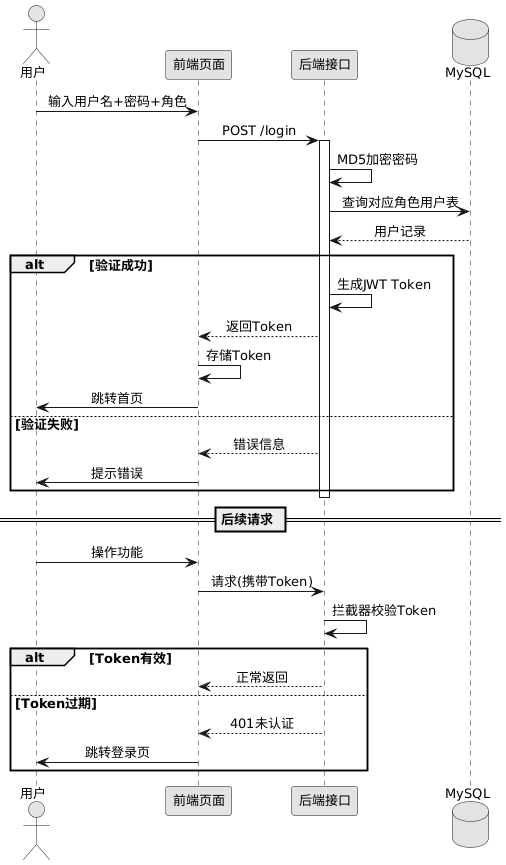 用户
前端页面
后端接口
MySQL
输入用户名+密码+角色
POST /login
MD5加密密码
查询对应角色用户表
用户记录
alt
[验证成功]
生成JWT Token
返回Token
存储Token
跳转首页
[验证失败]
错误信息
提示错误
后续请求
操作功能
请求(携带Token)
拦截器校验Token
alt
[Token有效]
正常返回
[Token过期]
401未认证
跳转登录页
用户
前端页面
后端接口
MySQL